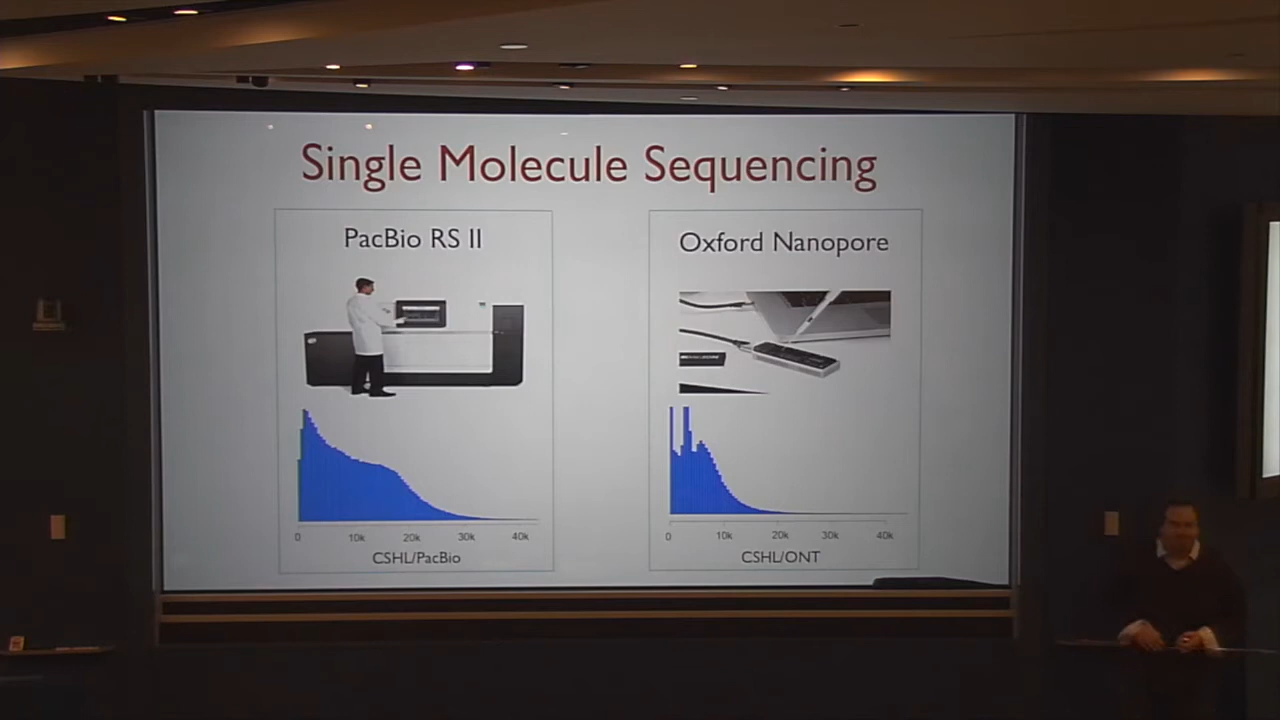 Single Molecule Sequencing
PacBio RS II
0 10k 20k 30k 40k
CSHL/PacBio
Oxford Nanopore
0 10k 20k 30k 40k
CSHL/ONT